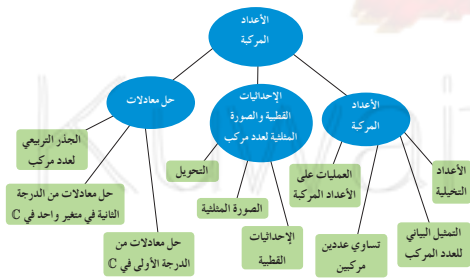 الأعداد
المركبة
الأعداد
المركبة
الإحداثيات
القطبية والصورة
المثلثية لعدد مركب
حل معادلات
الأعداد
التخيلية
التمثيل البياني
للعدد المركب
تساوي عددين
مركبين
العمليات على
الأعداد المركبة
التحويل
الصورة المثلثية
الإحداثيات
القطبية
الجذر التربيعي
لعدد مركب
حل معادلات من الدرجة
الثانية في متغير واحد في ℂ
حل معادلات من
الدرجة الأولى في ℂ
Kuwait